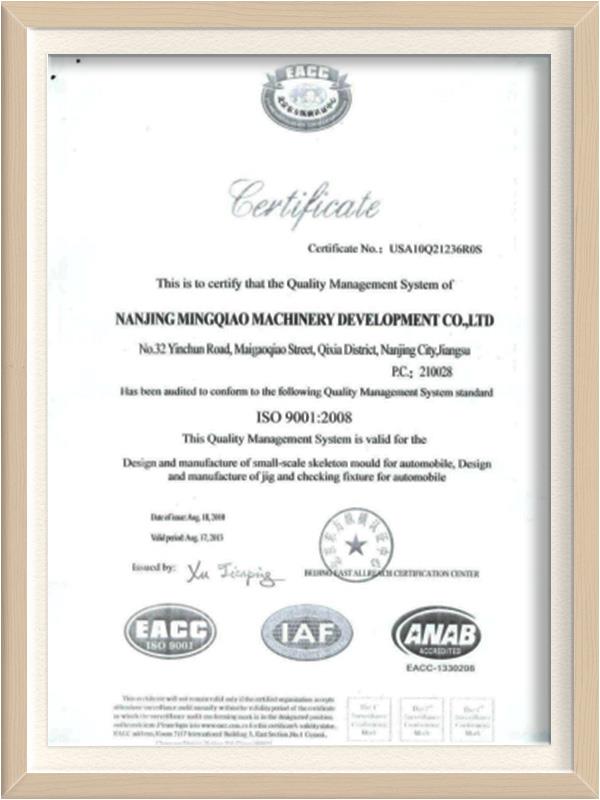 EACC
Certificate
Certificate No.: USA10Q21236R0S
This is to certify that the Quality Management System of
NANJING MINGQIAO MACHINERY DEVELOPMENT CO.,LTD
No.32 Yinchun Road, Maigaoqiao Street, Qixia District, Nanjing City,Jiangsu
P.C.: 210028
Has been audited to conform to the following Quality Management System standard
ISO 9001:2008
This Quality Management System is valid for the
Design and manufacture of small-scale skeleton mould for automobile, Design
and manufacture of jig and checking fixture for automobile
Date of issue: Aug, 18, 2010
Valid period: Aug, 17, 2013
Issued by: Xu Tianping
BEIJING EAST ALLREACH CERTIFICATION CENTER
EACC
ISO 9001
IAF
ANAB
ACCREDITED
EACC-1330208